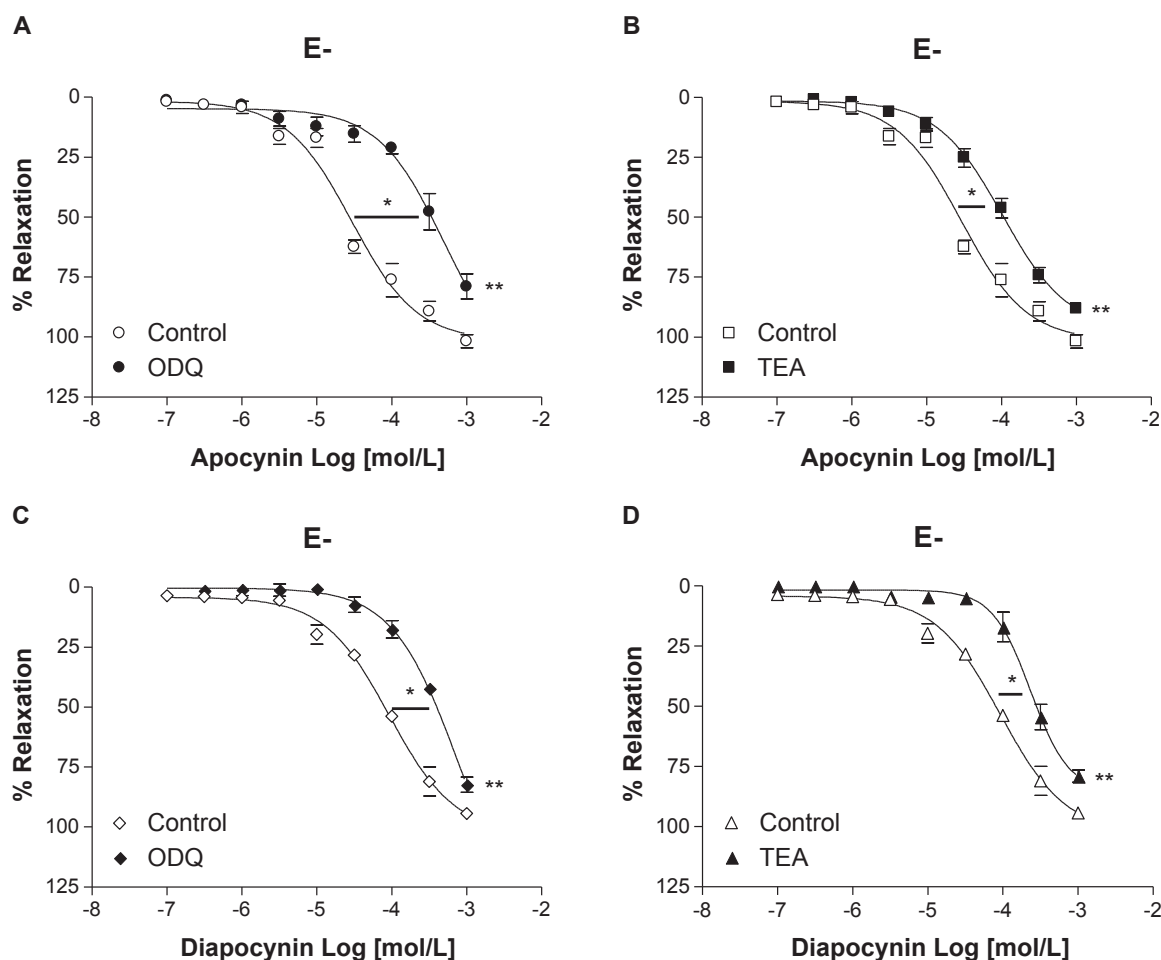 A
E-
% Relaxation
0
25
50
75
100
125
*
**
Control
ODQ
-8 -7 -6 -5 -4 -3 -2
Apocynin Log [mol/L]
B
E-
% Relaxation
0
25
50
75
100
125
*
**
Control
TEA
-8 -7 -6 -5 -4 -3 -2
Apocynin Log [mol/L]
C
E-
% Relaxation
0
25
50
75
100
125
*
**
Control
ODQ
-8 -7 -6 -5 -4 -3 -2
Diapocynin Log [mol/L]
D
E-
% Relaxation
0
25
50
75
100
125
*
**
Control
TEA
-8 -7 -6 -5 -4 -3 -2
Diapocynin Log [mol/L]